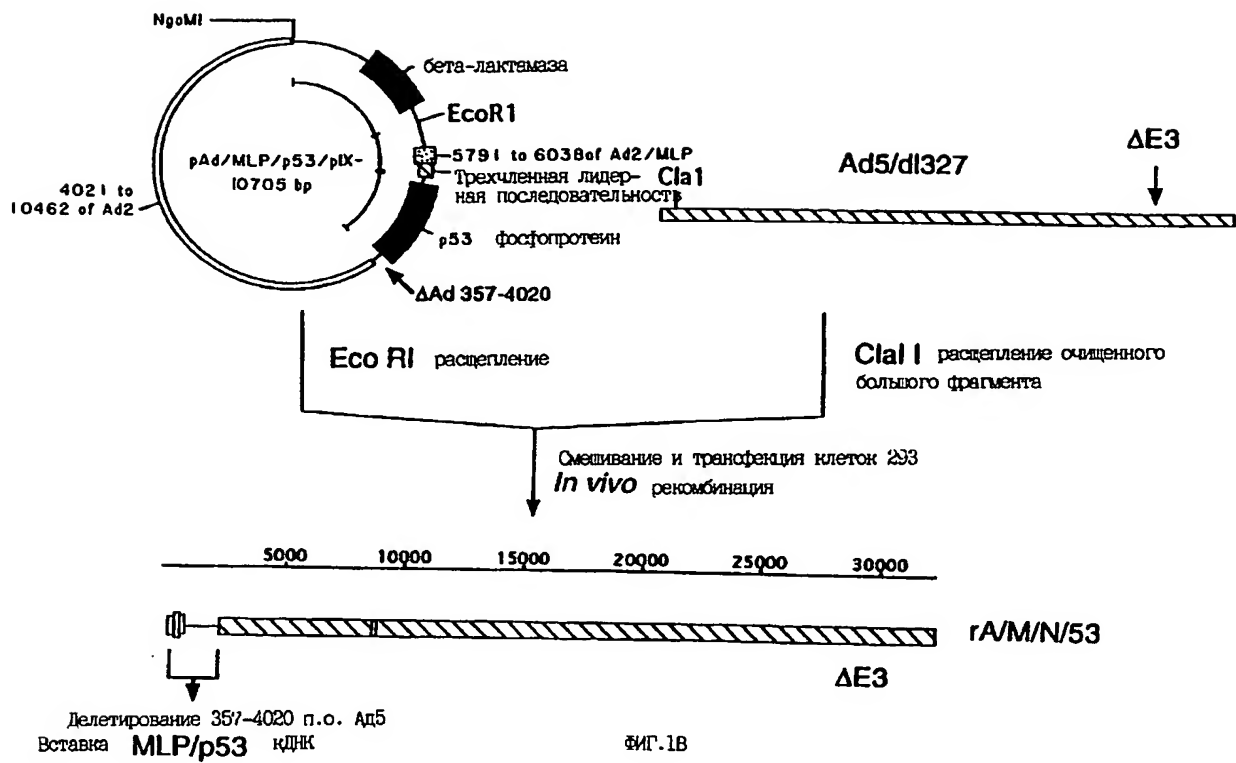 NgoMI
бета-лактамаза
EcoR1
pAd/MLP/p53/pIX-
10705 bp
5791 to 6038of Ad2/MLP
Трехчленная лидер-
ная последовательность
4021 to
10462 of Ad2
p53 фосфопротеин
ΔAd 357-4020
Cla1
Ad5/dl327
ΔE3
Eco RI расщепление
ClaI I расщепление очищенного
большого фрагмента
Смешивание и трансфекция клеток 293
In vivo рекомбинация
5000 10000 15000 20000 25000 30000
rA/M/N/53
ΔE3
Делетирование 357-4020 п.о. Ад5
Вставка MLP/p53 кДНК
ФИГ.1В